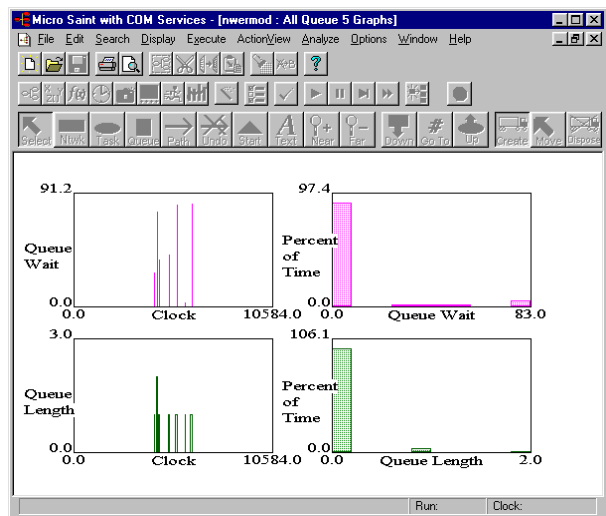 Micro Saint with COM Services - [nwermod : All Queue 5 Graphs]
File Edit Search Display Execute ActionView Analyze Options Window Help
A+B ?
f(x)
Select Ntwk Task Queue Path Undo Start Text Near Far Down Go To Up Create Move Dispose
91.2
Queue
Wait
0.0
0.0 Clock 10584.0
97.4
Percent
of
Time
0.0
0.0 Queue Wait 83.0
3.0
Queue
Length
0.0
0.0 Clock 10584.0
106.1
Percent
of
Time
0.0
0.0 Queue Length 2.0
Run: Clock: